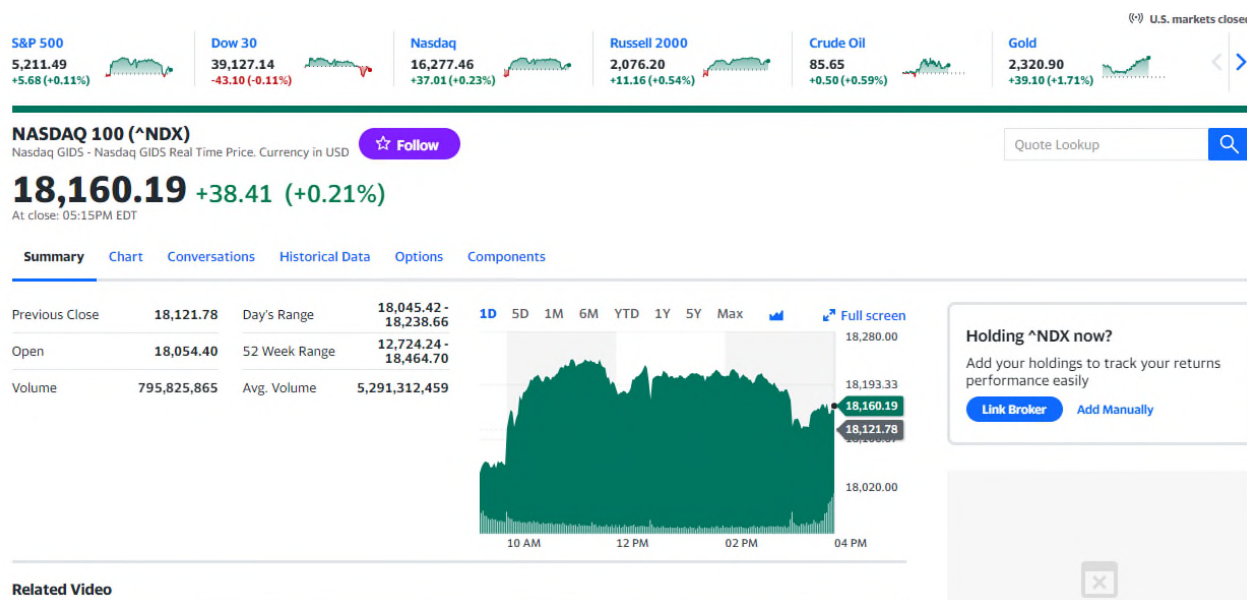 U.S. markets closed
S&P 500
Dow 30
Nasdaq
Russell 2000
Crude Oil
Gold
5,211.49
39,127.14
16,277.46
2,076.20
85.65
2,320.90
+5.68 (+0.11%)
-43.10 (-0.11%)
+37.01 (+0.23%)
+11.16 (+0.54%)
+0.50 (+0.59%)
+39.10 (+1.71%)
NASDAQ 100 (^NDX)
Nasdaq GIDS - Nasdaq GIDS Real Time Price. Currency in USD
Follow
Quote Lookup
18,160.19 +38.41 (+0.21%)
At close: 05:15PM EDT
Summary Chart Conversations Historical Data Options Components
Previous Close 18,121.78
Open 18,054.40
Volume 795,825,865
Day's Range 18,045.42 -
18,238.66
52 Week Range 12,724.24 -
18,464.70
Avg. Volume 5,291,312,459
1D 5D 1M 6M YTD 1Y 5Y Max Full screen
18,280.00
18,193.33
18,160.19
18,121.78
18,020.00
10 AM 12 PM 02 PM 04 PM
Holding ^NDX now?
Add your holdings to track your returns
performance easily
Link Broker Add Manually
Related Video